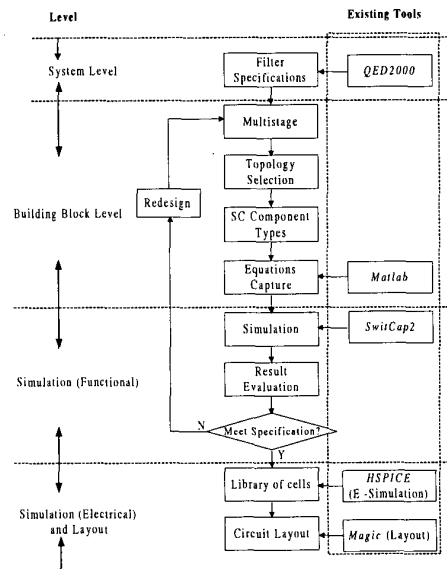 Level
Existing Tools
System Level
Filter
Specifications
QED2000
Multistage
Topology
Selection
Redesign
Building Block Level
SC Component
Types
Equations
Capture
Matlab
Simulation
SwitCap2
Simulation (Functional)
Result
Evaluation
N
Meet Specification?
Y
Library of cells
HSPICE
(E -Simulation)
Simulation (Electrical)
and Layout
Circuit Layout
Magic (Layout)